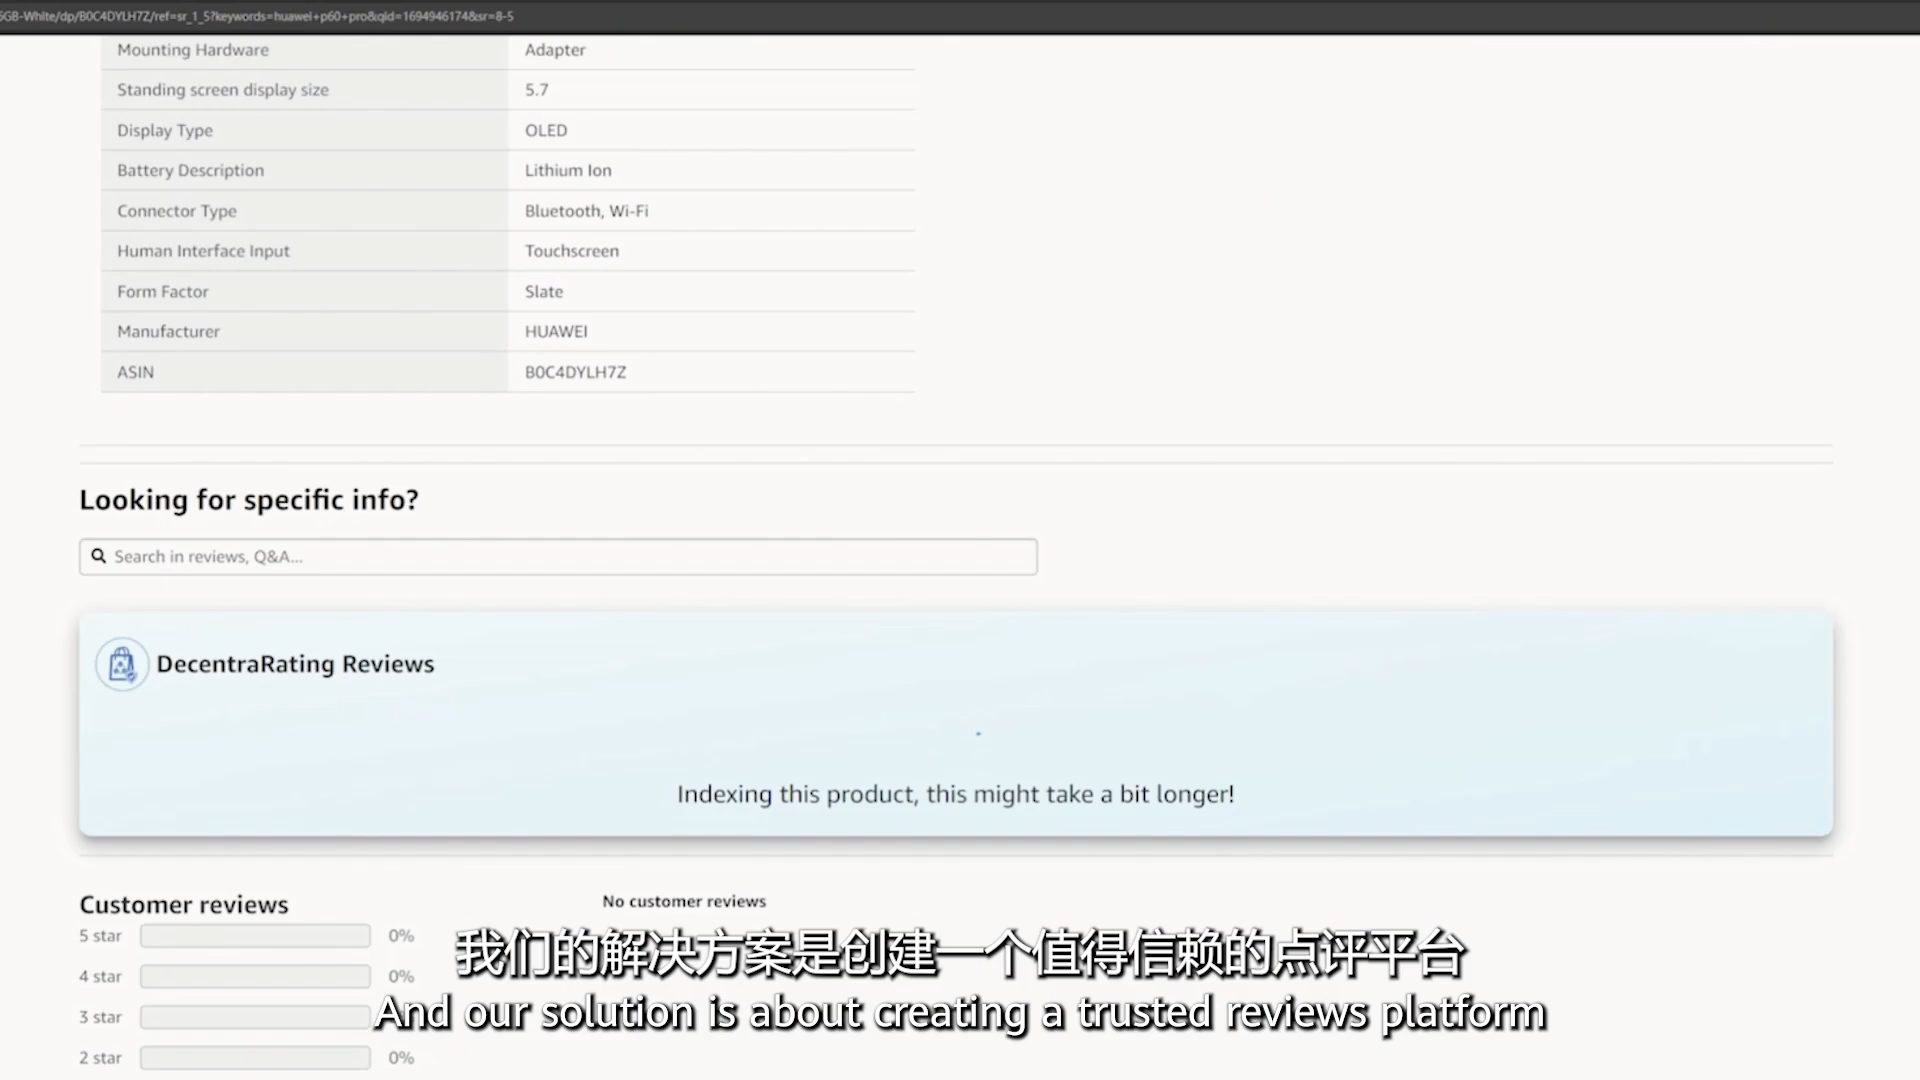 5GB-White/dp/B0C4DYLH7Z/ref=sr_1_5?keywords=huawei+p60+pro&qid=1694946174&sr=8-5
Mounting Hardware Adapter
Standing screen display size 5.7
Display Type OLED
Battery Description Lithium Ion
Connector Type Bluetooth, Wi-Fi
Human Interface Input Touchscreen
Form Factor Slate
Manufacturer HUAWEI
ASIN B0C4DYLH7Z
Looking for specific info?
Search in reviews, Q&A...
DecentraRating Reviews
Indexing this product, this might take a bit longer!
Customer reviews
No customer reviews
5 star 0%
4 star 0%
3 star
2 star 0%
我们的解决方案是创建一个值得信赖的点评平台
And our solution is about creating a trusted reviews platform